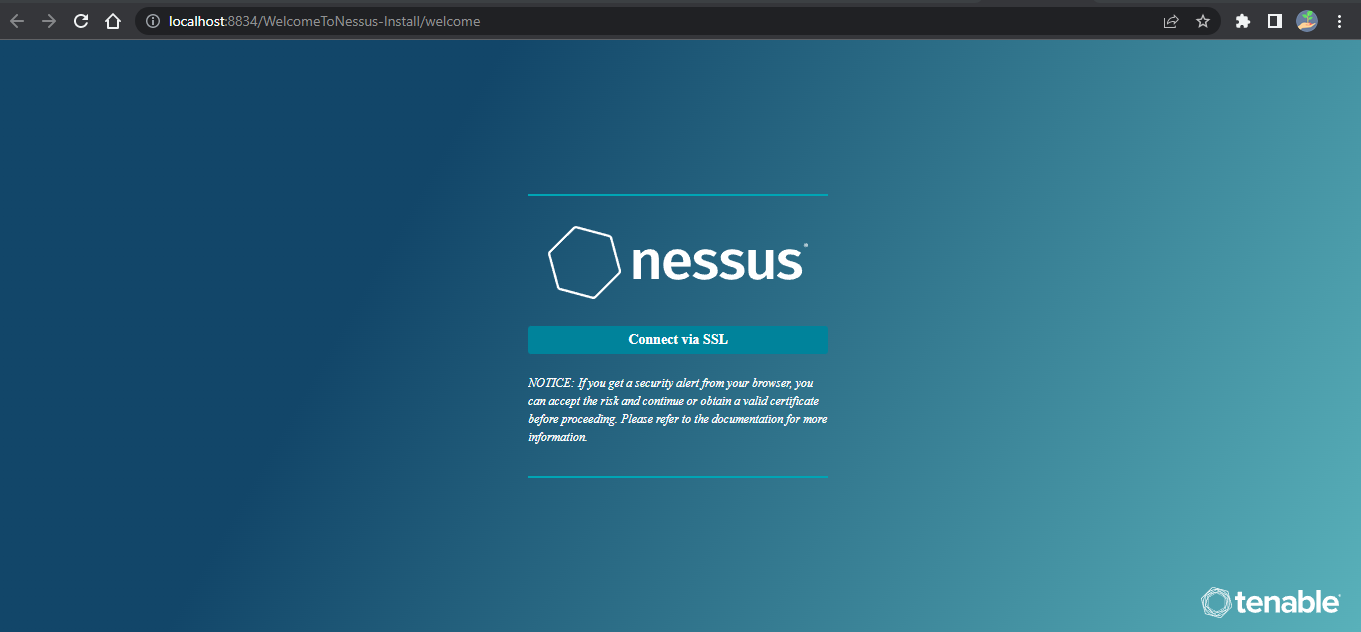 localhost:8834/WelcomeToNessus-Install/welcome
nessus
Connect via SSL
NOTICE: If you get a security alert from your browser, you
can accept the risk and continue or obtain a valid certificate
before proceeding. Please refer to the documentation for more
information.
tenable